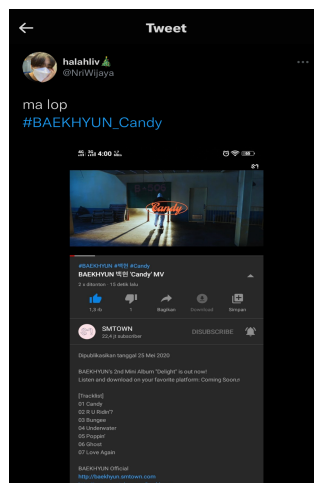 Tweet
halahliv🎄
@NriWijaya
ma lop
#BAEKHYUN_Candy
4:00
Candy
#BAEKHYUN #백현 #Candy
BAEKHYUN 백현 'Candy' MV
2 x ditonton · 15 detik lalu
1,3 rb
1
Bagikan
Download
Simpan
SMTOWN
22,4 jt subscriber
DISUBSCRIBE
Dipublikasikan tanggal 25 Mei 2020
BAEKHYUN's 2nd Mini Album "Delight" is out now!
Listen and download on your favorite platform: Coming Soon♬
[Tracklist]
01 Candy
02 R U Ridin'?
03 Bungee
04 Underwater
05 Poppin'
06 Ghost
07 Love Again
BAEKHYUN Official
http://baekhyun.smtown.com